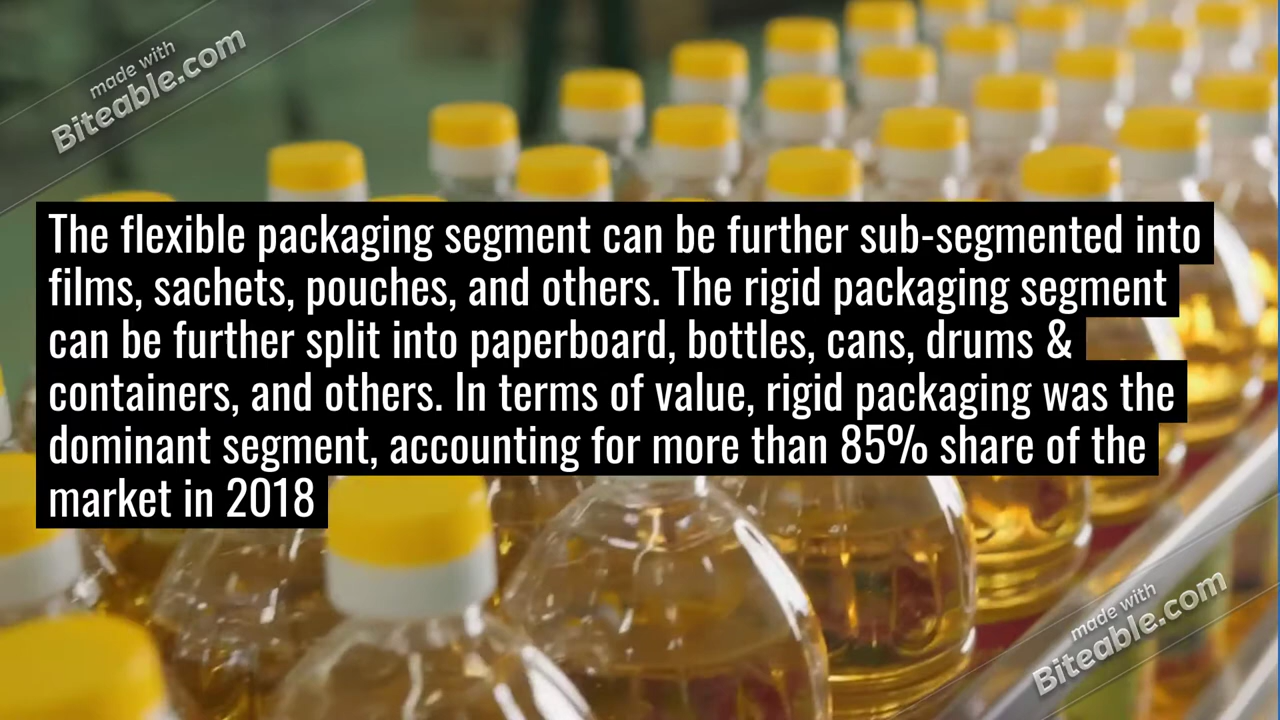 made with
Biteable.com
The flexible packaging segment can be further sub-segmented into
films, sachets, pouches, and others. The rigid packaging segment
can be further split into paperboard, bottles, cans, drums &
containers, and others. In terms of value, rigid packaging was the
dominant segment, accounting for more than 85% share of the
market in 2018
made with
Biteable.com